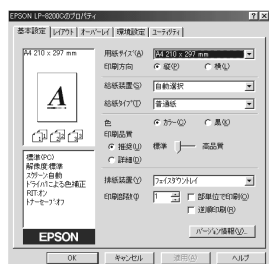 EPSON LP-8200Cのプロパティ
基本設定 レイアウト オーバーレイ 環境設定 ユーティリティ
A4 210 x 297 mm
用紙サイズ(A) A4 210 x 297 mm
印刷方向 縦(P) 横(L)
給紙装置(S) 自動選択
給紙タイプ(T) 普通紙
色 カラー(C) 黒(K)
印刷品質
推奨(U) 標準 高品質
詳細(D)
標準(PC)
解像度:標準
スクリーン:自動
ドライバによる色補正
RIT:オン
トナーセーブ:オフ
排紙装置(Z) フェイスダウントレイ
印刷部数(I) 1 部単位で印刷(O)
逆順印刷(R)
EPSON
バージョン情報(V)...
OK キャンセル 適用(A) ヘルプ